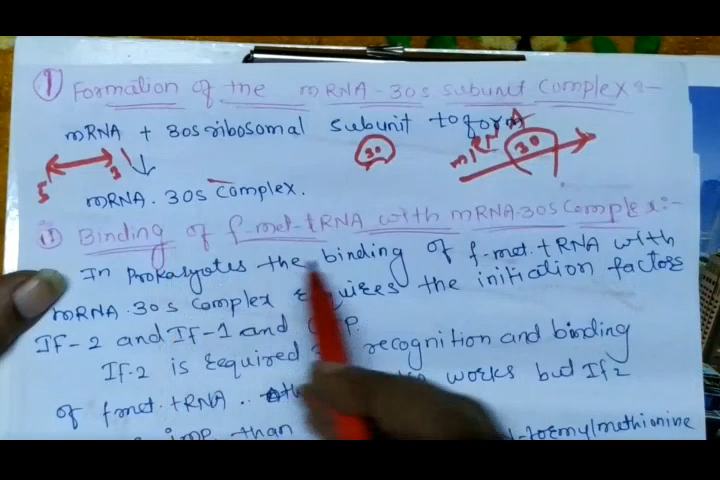 ① Formation of the mRNA-30s subunit Complex:-
mRNA + 30s ribosomal subunit to form
5 3
30
mRNA 30
mRNA.30s Complex.
② Binding of f-met-tRNA with mRNA-30s Complex:-
In Prokaryotes the binding of f-met.tRNA with
mRNA.30s Complex requires the initiation factors
If-2 and If-1 and
If.2 is required recognition and binding
of fmet.tRNA.. works but If2
imp. than formylmethionine